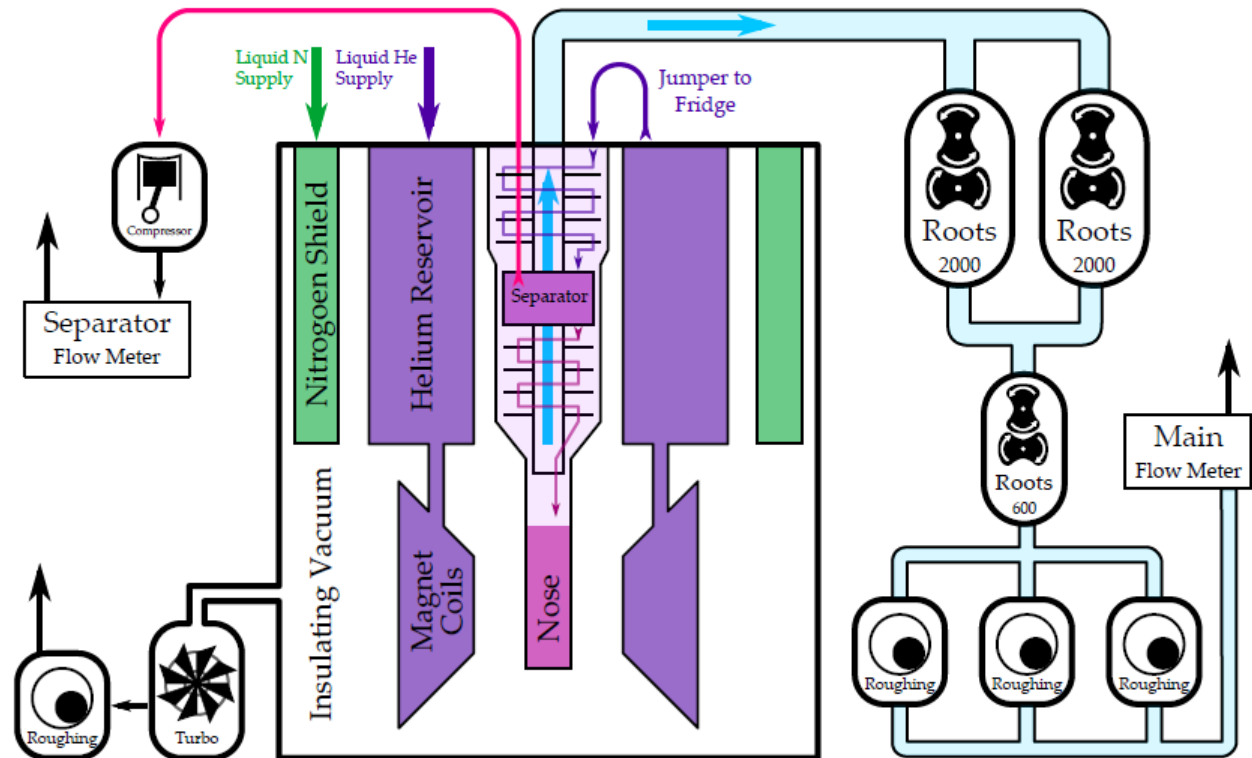 Liquid N
Supply
Liquid He
Supply
Jumper to
Fridge
Compressor
Separator
Flow Meter
Nitrogoen Shield
Helium Reservoir
Separator
Roots
2000
Roots
2000
Roots
600
Main
Flow Meter
Insulating Vacuum
Magnet
Coils
Nose
Roughing
Turbo
Roughing
Roughing
Roughing